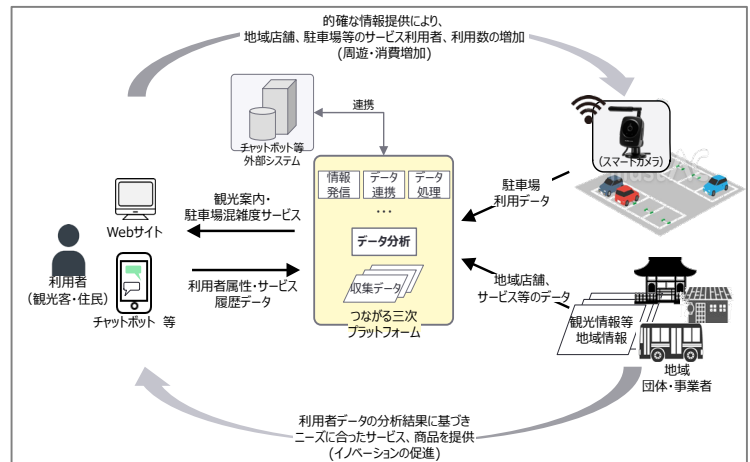 的確な情報提供により、
地域店舗、駐車場等のサービス利用者、利用数の増加
(周遊・消費増加)
連携
チャットボット等
外部システム
(スマートカメラ)
情報
発信
データ
連携
データ
処理
…
データ分析
収集データ
つながる三次
プラットフォーム
駐車場
利用データ
観光案内・
駐車場混雑度サービス
Webサイト
利用者
(観光客・住民)
チャットボット 等
利用者属性・サービス
履歴データ
地域店舗、
サービス等のデータ
観光情報等
地域情報
地域
団体・事業者
利用者データの分析結果に基づき
ニーズに合ったサービス、商品を提供
(イノベーションの促進)